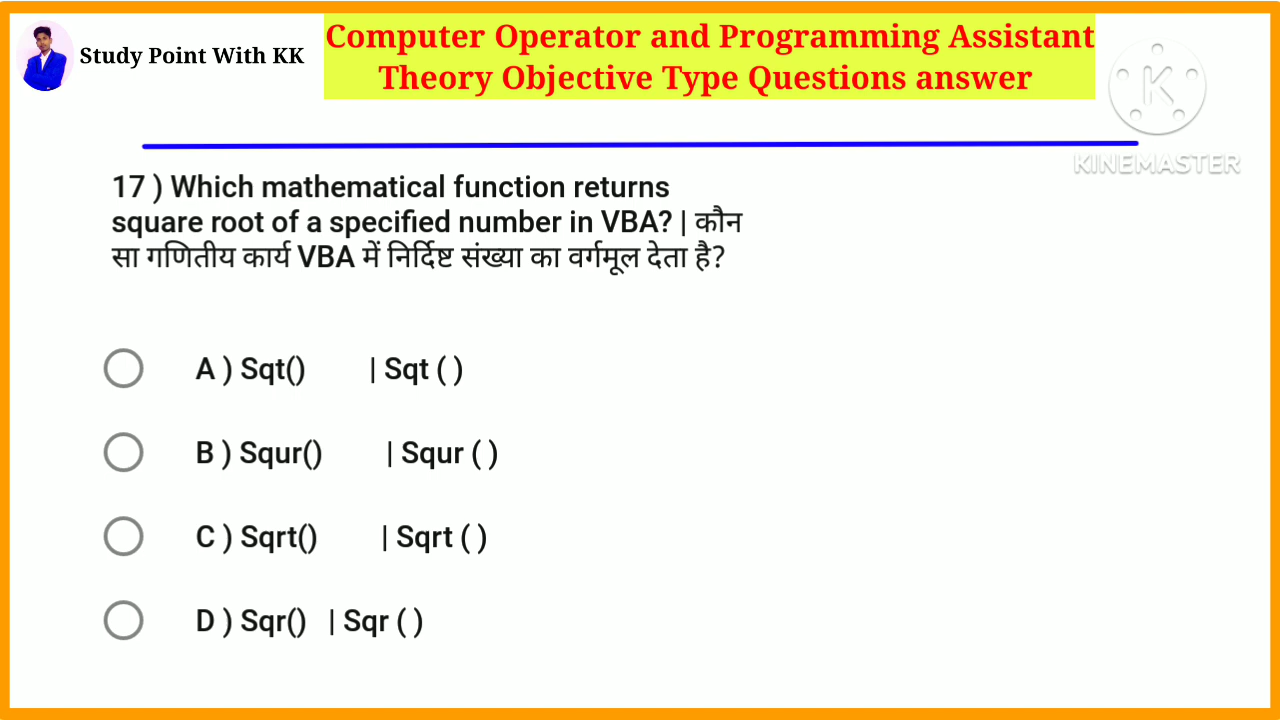 Study Point With KK
Computer Operator and Programming Assistant
Theory Objective Type Questions answer
K
KINEMASTER
17 ) Which mathematical function returns
square root of a specified number in VBA? | कौन
सा गणितीय कार्य VBA में निर्दिष्ट संख्या का वर्गमूल देता है?
A ) Sqt() | Sqt ( )
B ) Squr() | Squr ( )
C ) Sqrt() | Sqrt ( )
D ) Sqr() | Sqr ( )